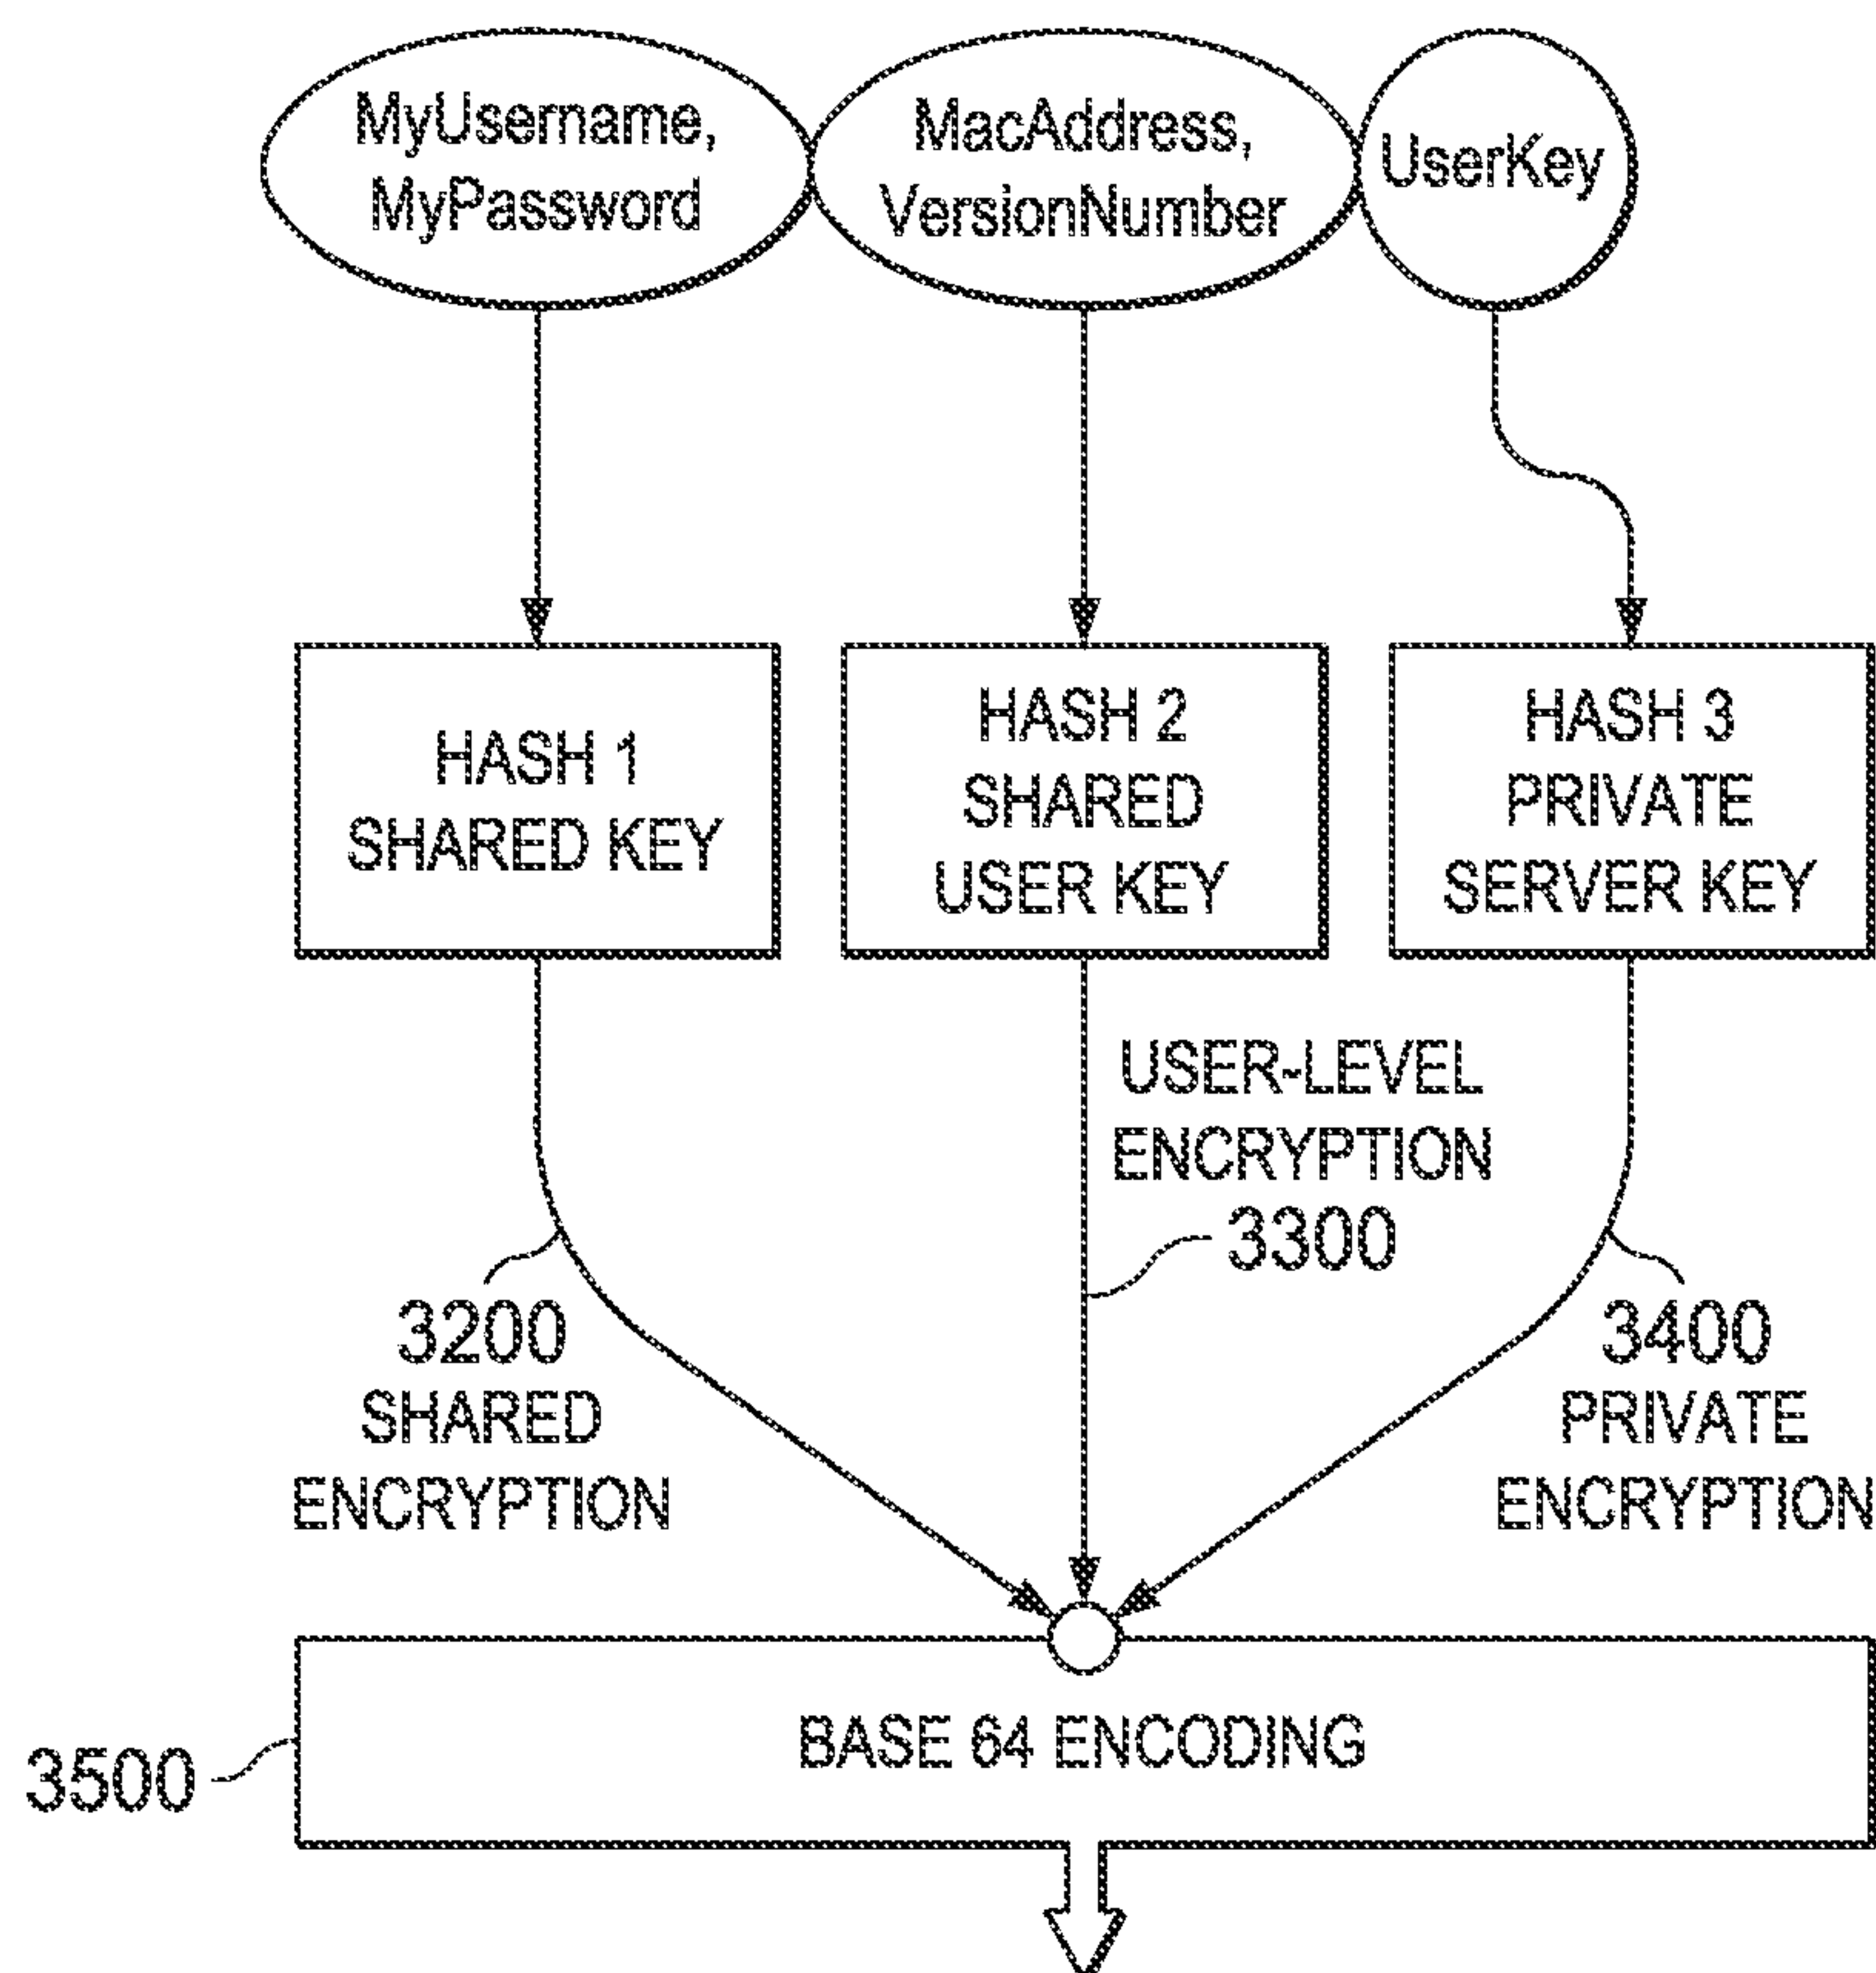 MyUsername,
MyPassword
MacAddress,
VersionNumber
UserKey
HASH 1
SHARED KEY
HASH 2
SHARED
USER KEY
HASH 3
PRIVATE
SERVER KEY
USER-LEVEL
ENCRYPTION
3300
3200
SHARED
ENCRYPTION
3400
PRIVATE
ENCRYPTION
3500
BASE 64 ENCODING